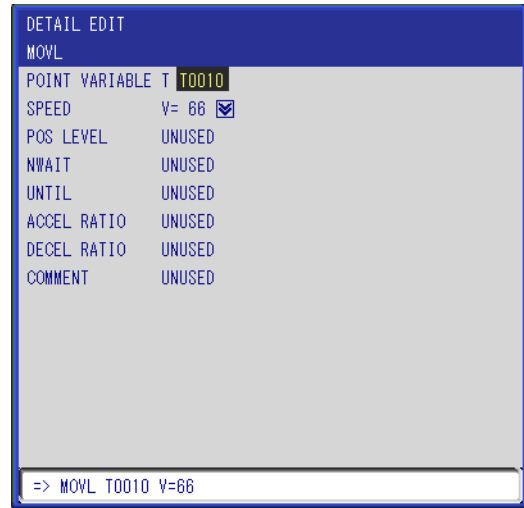 DETAIL EDIT
MOVL
POINT VARIABLE T T0010
SPEED V= 66
POS LEVEL UNUSED
NWAIT UNUSED
UNTIL UNUSED
ACCEL RATIO UNUSED
DECEL RATIO UNUSED
COMMENT UNUSED
=> MOVL T0010 V=66